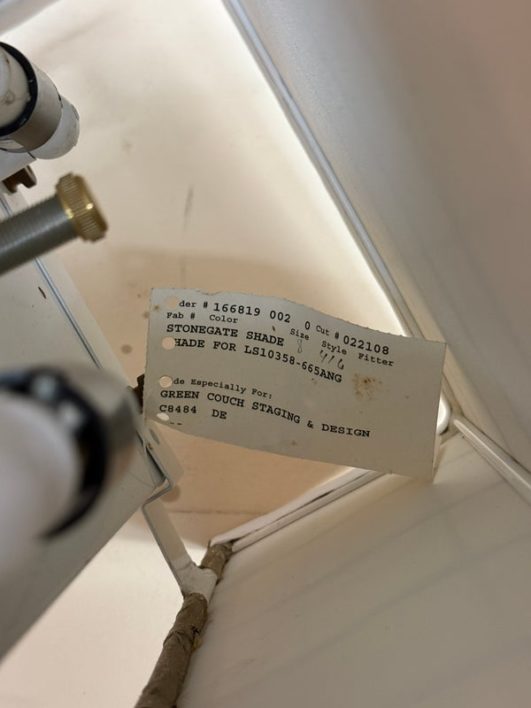 der # 166819 002 0 Cut # 022108
Fab # Color Size Style Fitter
STONEGATE SHADE
HADE FOR LS10358-665ANG
de Especially For:
GREEN COUCH STAGING & DESIGN
C8484 DE